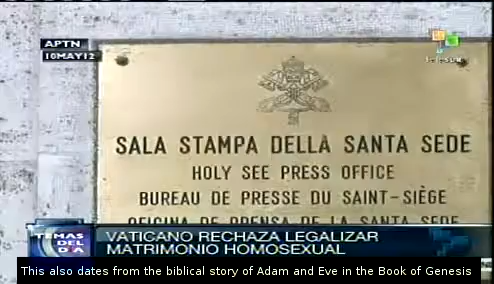 APTN
16MAY12
teleSUR
SALA STAMPA DELLA SANTA SEDE
HOLY SEE PRESS OFFICE
BUREAU DE PRESSE DU SAINT-SIÈGE
OFICINA DE PRENSA DE LA SANTA SEDE
TEMAS
DEL
DÍA
VATICANO RECHAZA LEGALIZAR
MATRIMONIO HOMOSEXUAL
This also dates from the biblical story of Adam and Eve in the Book of Genesis